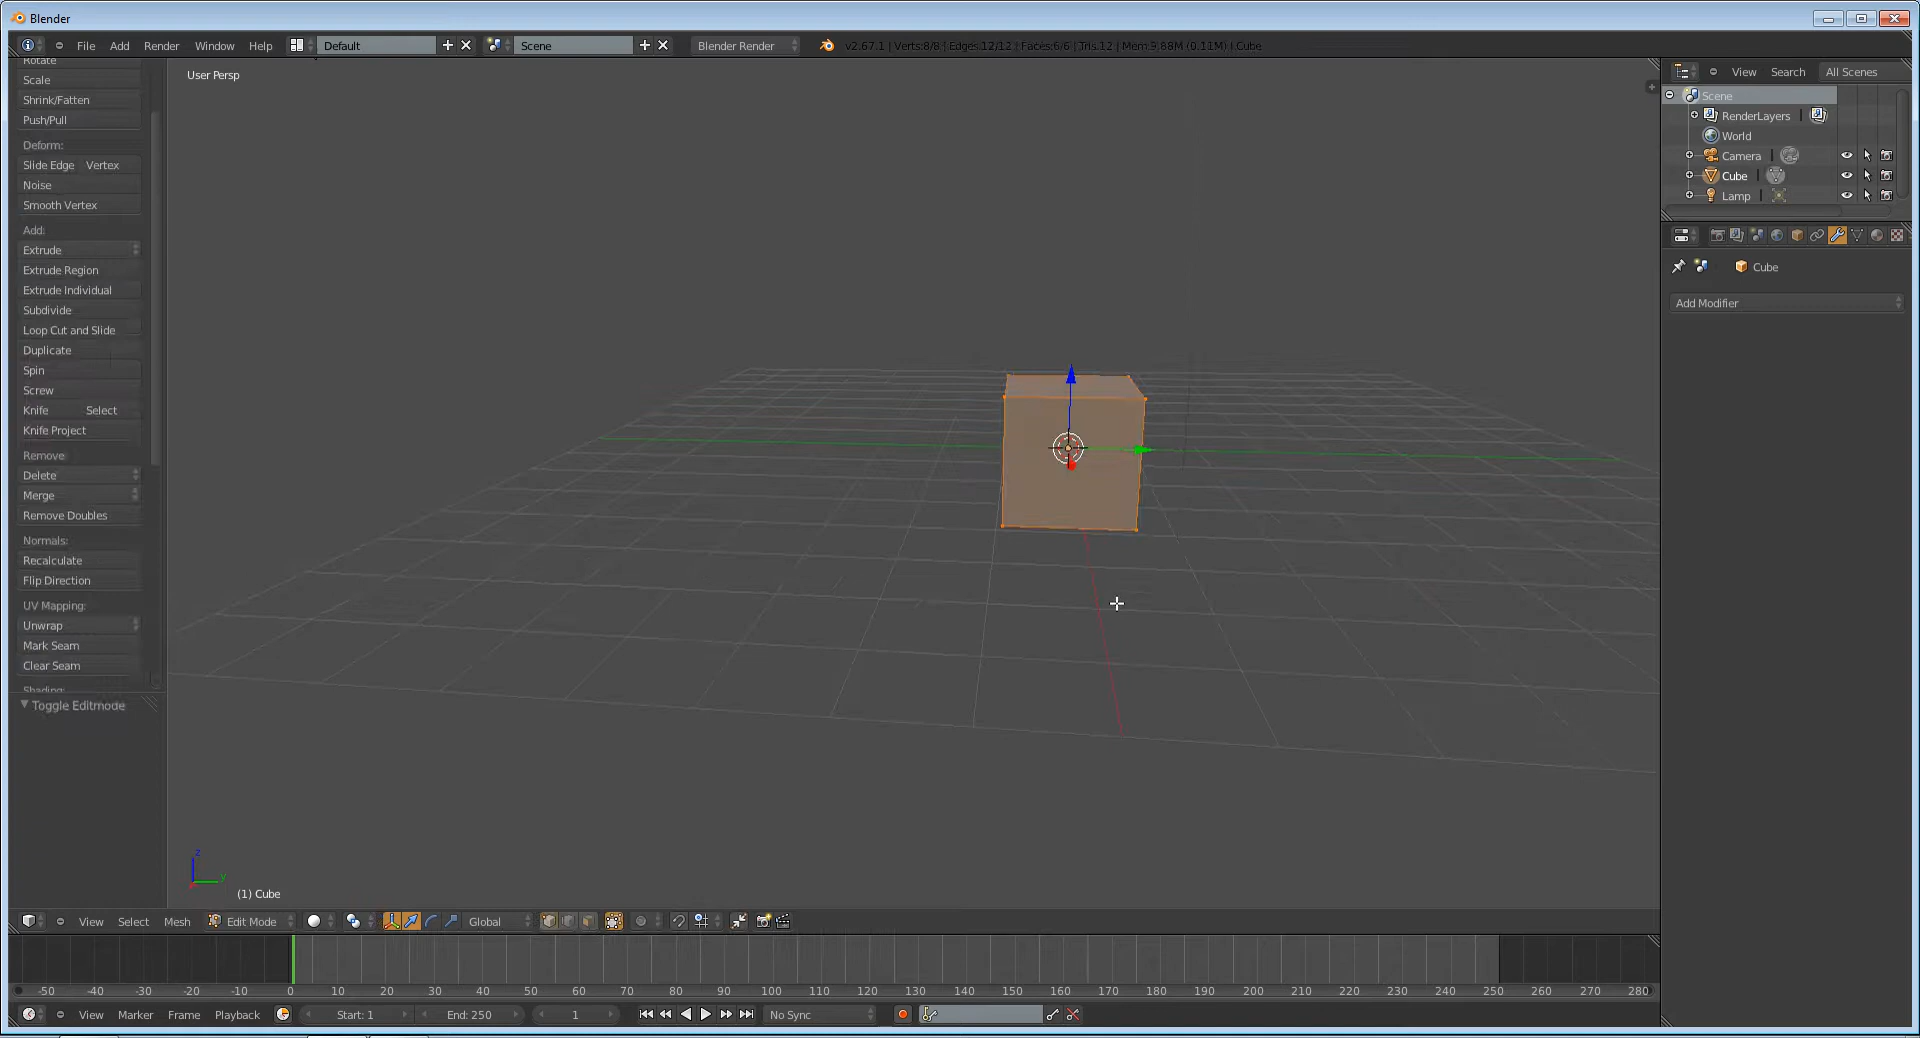 Blender
File Add Render Window Help Default Scene Blender Render v2.67.1 | Verts:8/8 | Edges:12/12 | Faces:6/6 | Tris:12 | Mem:9.88M (0.11M) | Cube
Rotate
Scale
Shrink/Fatten
Push/Pull
Deform:
Slide Edge Vertex
Noise
Smooth Vertex
Add:
Extrude
Extrude Region
Extrude Individual
Subdivide
Loop Cut and Slide
Duplicate
Spin
Screw
Knife Select
Knife Project
Remove:
Delete
Merge
Remove Doubles
Normals:
Recalculate
Flip Direction
UV Mapping:
Unwrap
Mark Seam
Clear Seam
Shading:
Toggle Editmode
User Persp
z
y
(1) Cube
View Search All Scenes
Scene
RenderLayers
World
Camera
Cube
Lamp
Cube
Add Modifier
View Select Mesh Edit Mode Global
-50 -40 -30 -20 -10 0 10 20 30 40 50 60 70 80 90 100 110 120 130 140 150 160 170 180 190 200 210 220 230 240 250 260 270 280
View Marker Frame Playback Start: 1 End: 250 1 No Sync